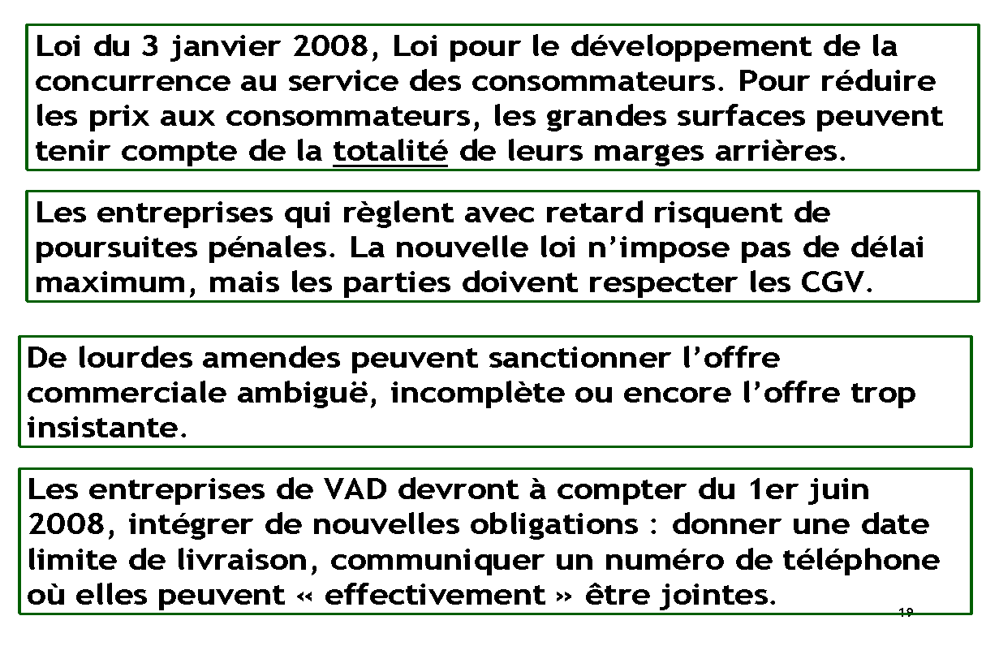 Loi du 3 janvier 2008, Loi pour le développement de la
concurrence au service des consommateurs. Pour réduire
les prix aux consommateurs, les grandes surfaces peuvent
tenir compte de la totalité de leurs marges arrières.
Les entreprises qui règlent avec retard risquent de
poursuites pénales. La nouvelle loi n’impose pas de délai
maximum, mais les parties doivent respecter les CGV.
De lourdes amendes peuvent sanctionner l’offre
commerciale ambiguë, incomplète ou encore l’offre trop
insistante.
Les entreprises de VAD devront à compter du 1er juin
2008, intégrer de nouvelles obligations : donner une date
limite de livraison, communiquer un numéro de téléphone
où elles peuvent « effectivement » être jointes.
19